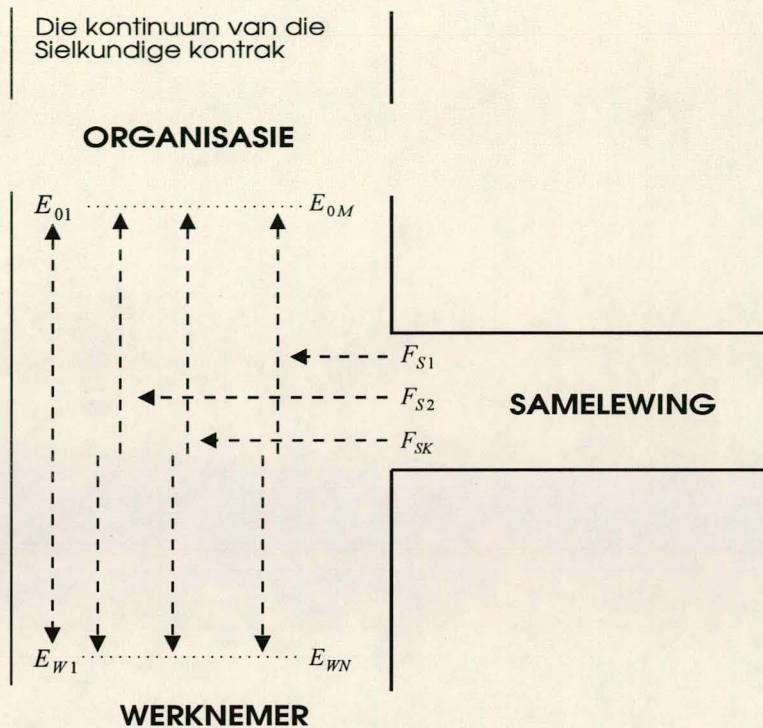 Die kontinuum van die
Sielkundige kontrak
ORGANISASIE
E01 ........ E0M
FS1
FS2
SAMELEWING
FSK
EW1 ........ EWN
WERKNEMER